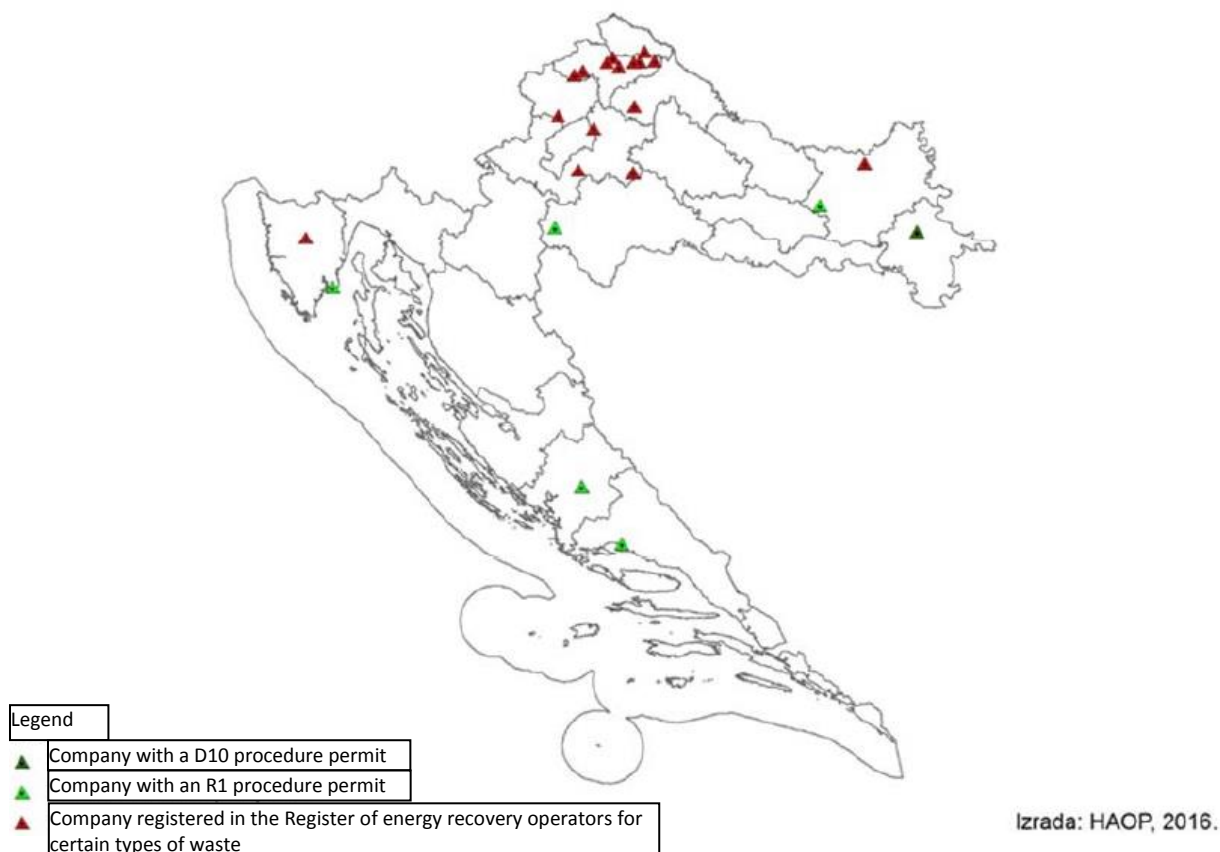 Legend
Company with a D10 procedure permit
Company with an R1 procedure permit
Company registered in the Register of energy recovery operators for
certain types of waste
Izrada: HAOP, 2016.